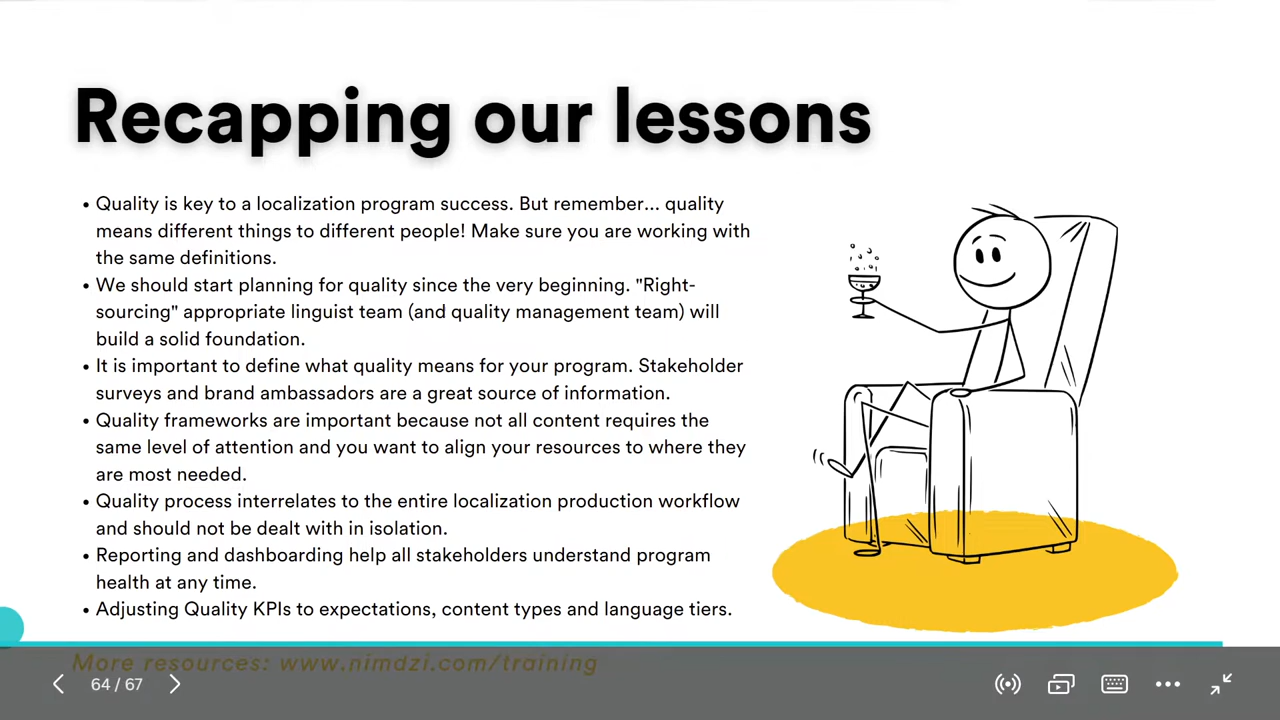 Recapping our lessons
• Quality is key to a localization program success. But remember... quality
means different things to different people! Make sure you are working with
the same definitions.
• We should start planning for quality since the very beginning. "Right-
sourcing" appropriate linguist team (and quality management team) will
build a solid foundation.
• It is important to define what quality means for your program. Stakeholder
surveys and brand ambassadors are a great source of information.
• Quality frameworks are important because not all content requires the
same level of attention and you want to align your resources to where they
are most needed.
• Quality process interrelates to the entire localization production workflow
and should not be dealt with in isolation.
• Reporting and dashboarding help all stakeholders understand program
health at any time.
• Adjusting Quality KPIs to expectations, content types and language tiers.
More resources: www.nimdzi.com/training
64 / 67